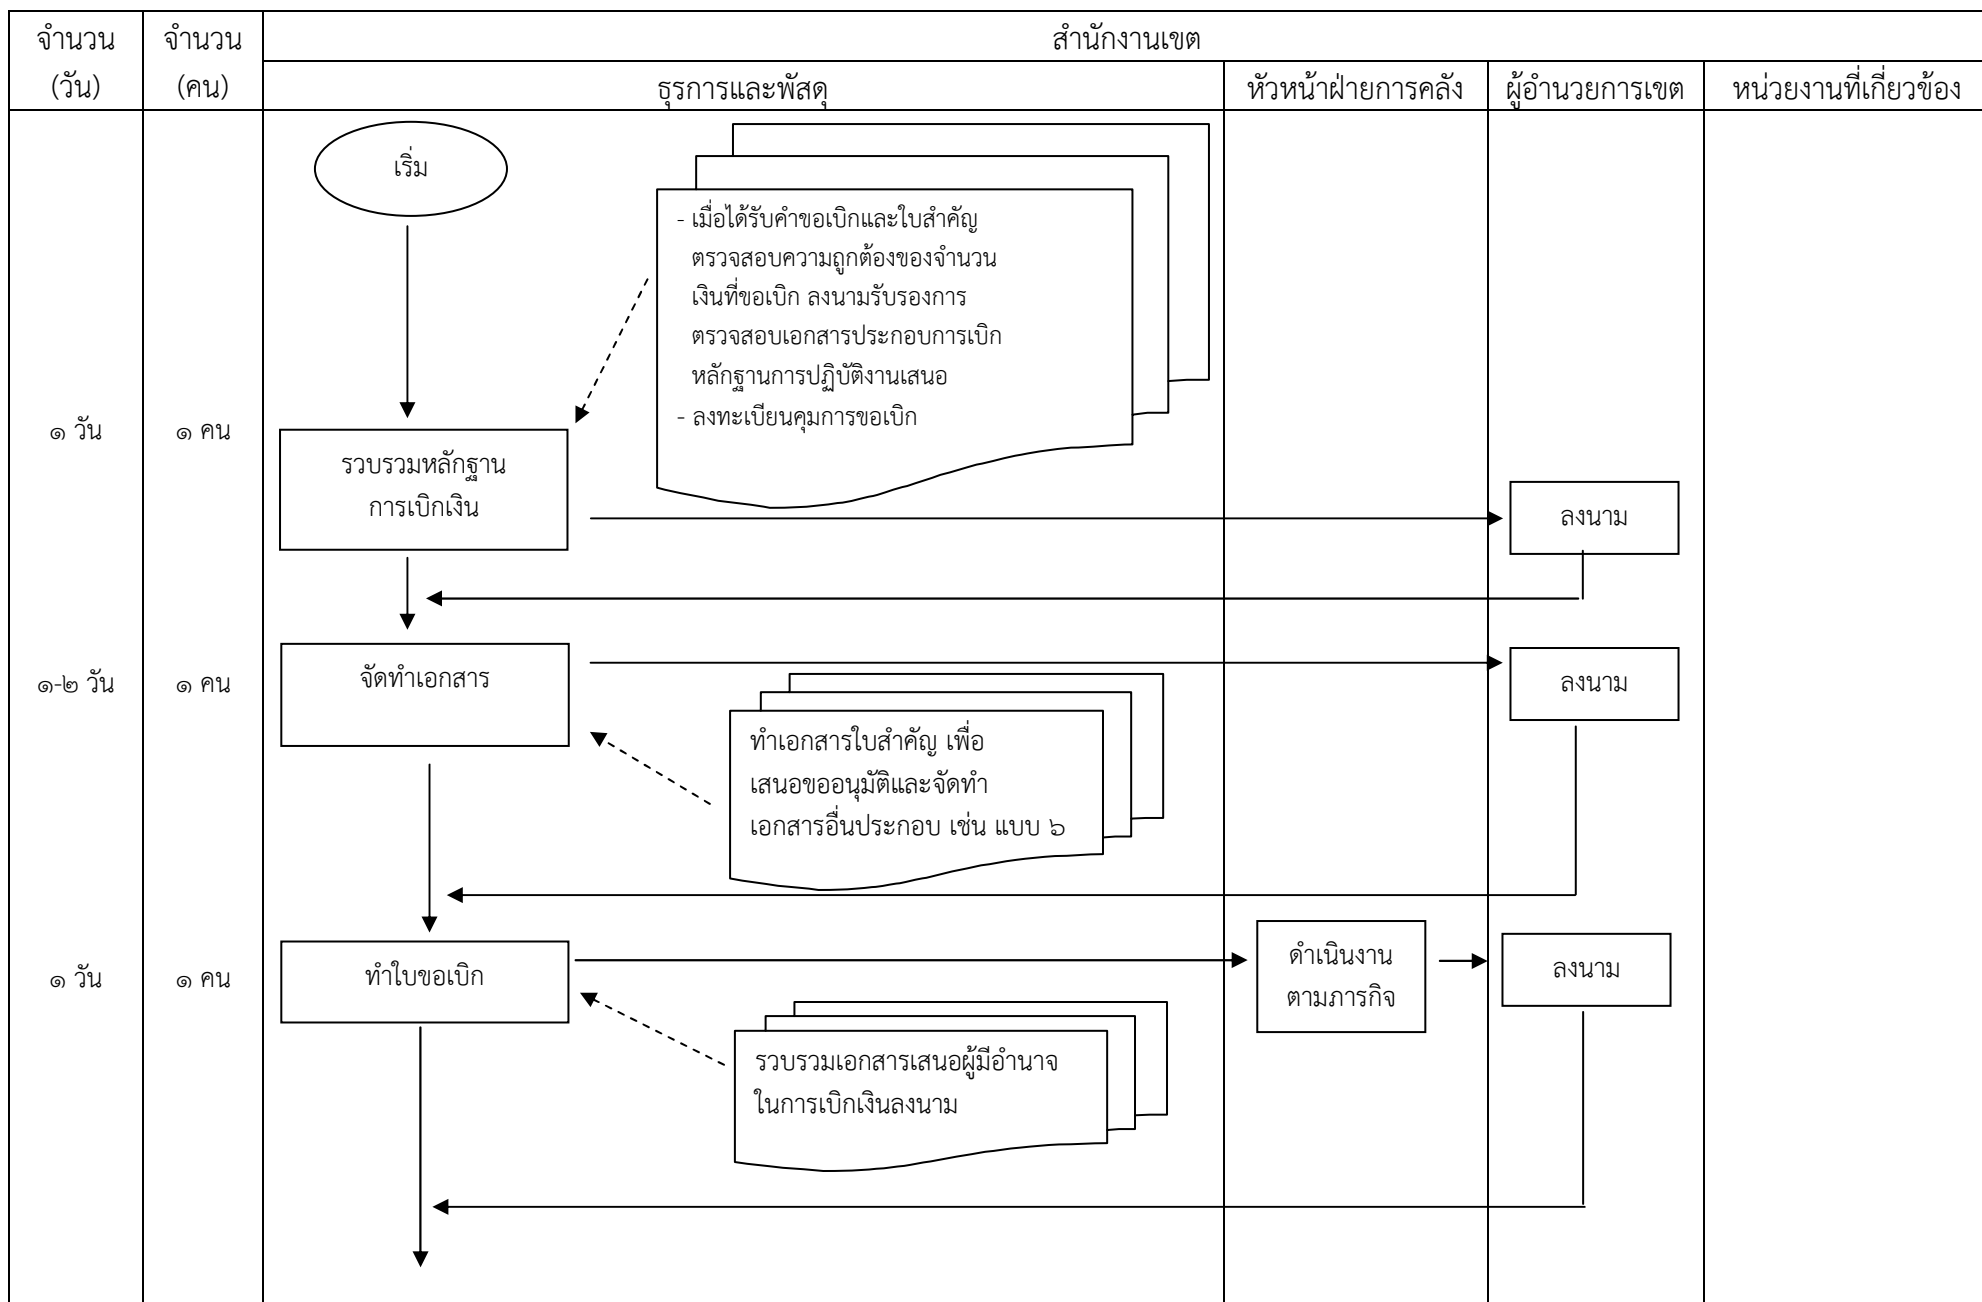 จำนวน
(วัน)
จำนวน
(คน)
สำนักงานเขต
ธุรการและพัสดุ
หัวหน้าฝ่ายการคลัง
ผู้อำนวยการเขต
หน่วยงานที่เกี่ยวข้อง
เริ่ม
- เมื่อได้รับคำขอเบิกและใบสำคัญ
ตรวจสอบความถูกต้องของจำนวน
เงินที่ขอเบิก ลงนามรับรองการ
ตรวจสอบเอกสารประกอบการเบิก
หลักฐานการปฏิบัติงานเสนอ
- ลงทะเบียนคุมการขอเบิก
๑ วัน
๑ คน
รวบรวมหลักฐาน
การเบิกเงิน
ลงนาม
๑-๒ วัน
๑ คน
จัดทำเอกสาร
ลงนาม
ทำเอกสารใบสำคัญ เพื่อ
เสนอขออนุมัติและจัดทำ
เอกสารอื่นประกอบ เช่น แบบ ๖
๑ วัน
๑ คน
ทำใบขอเบิก
ดำเนินงาน
ตามภารกิจ
ลงนาม
รวบรวมเอกสารเสนอผู้มีอำนาจ
ในการเบิกเงินลงนาม